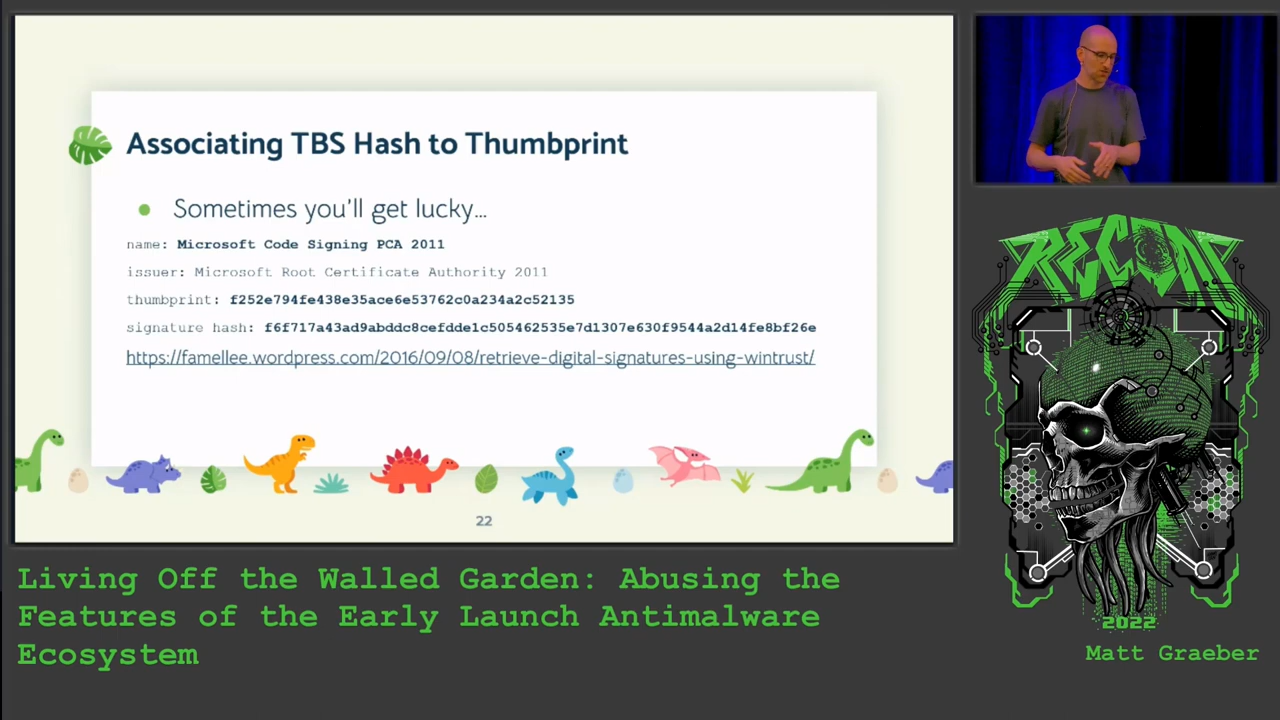 Associating TBS Hash to Thumbprint
Sometimes you'll get lucky...
name: Microsoft Code Signing PCA 2011
issuer: Microsoft Root Certificate Authority 2011
thumbprint: f252e794fe438e35ace6e53762c0a234a2c52135
signature hash: f6f717a43ad9abddc8cefdde1c505462535e7d1307e630f9544a2d14fe8bf26e
https://famellee.wordpress.com/2016/09/08/retrieve-digital-signatures-using-wintrust/
22
RECON
2022
Living Off the Walled Garden: Abusing the
Features of the Early Launch Antimalware
Ecosystem
Matt Graeber